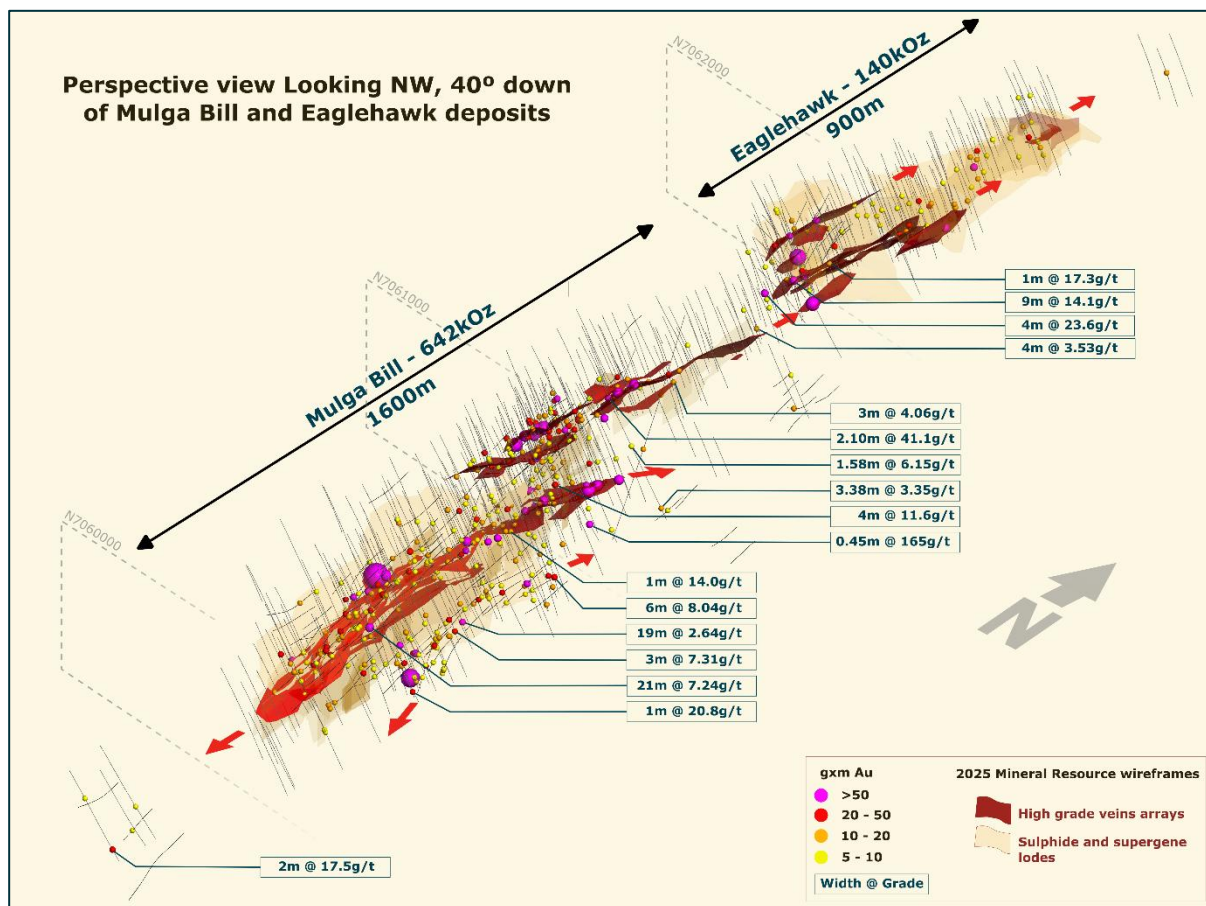 Perspective view Looking NW, 40º down
of Mulga Bill and Eaglehawk deposits
N7062000
Eaglehawk - 140kOz
900m
N7061000
Mulga Bill - 642kOz
1600m
N7060000
1m @ 17.3g/t
9m @ 14.1g/t
4m @ 23.6g/t
4m @ 3.53g/t
3m @ 4.06g/t
2.10m @ 41.1g/t
1.58m @ 6.15g/t
3.38m @ 3.35g/t
4m @ 11.6g/t
0.45m @ 165g/t
1m @ 14.0g/t
6m @ 8.04g/t
19m @ 2.64g/t
3m @ 7.31g/t
21m @ 7.24g/t
1m @ 20.8g/t
2m @ 17.5g/t
N
gxm Au
>50
20 - 50
10 - 20
5 - 10
Width @ Grade
2025 Mineral Resource wireframes
High grade veins arrays
Sulphide and supergene
lodes